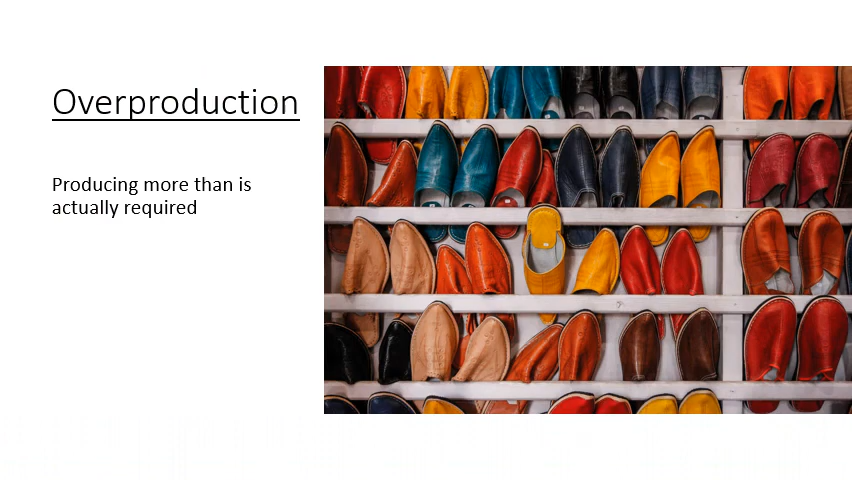 Overproduction
Producing more than is
actually required